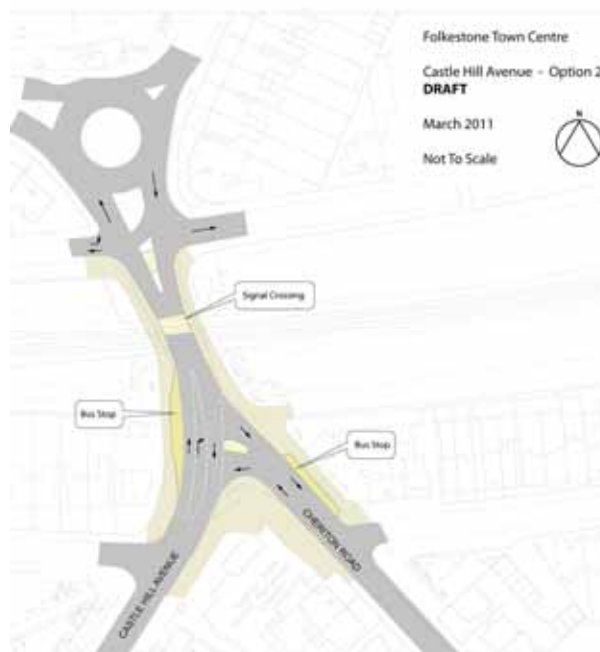 Folkestone Town Centre
Castle Hill Avenue - Option 2
DRAFT
March 2011
N
Not To Scale
Signal Crossing
Bus Stop
Bus Stop
CHERITON ROAD
CASTLE HILL AVENUE